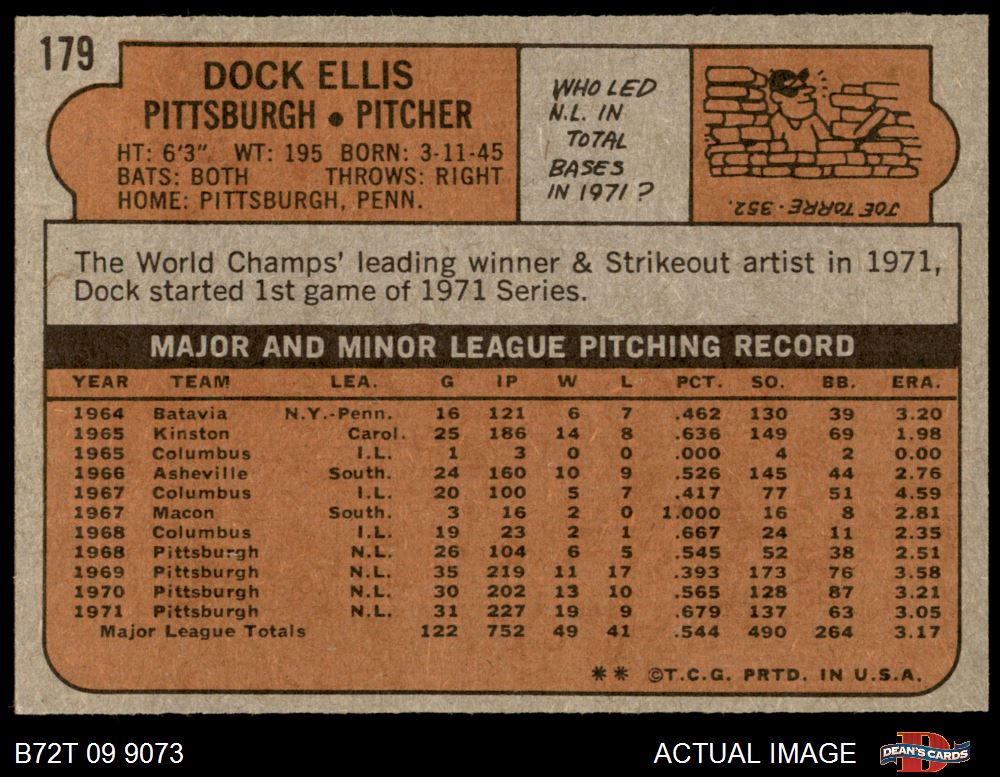 179
DOCK ELLIS
PITTSBURGH • PITCHER
HT: 6'3" WT: 195 BORN: 3-11-45
BATS: BOTH THROWS: RIGHT
HOME: PITTSBURGH, PENN.
WHO LED
N.L. IN
TOTAL
BASES
IN 1971?
JOE TORRE-352.
The World Champs' leading winner & Strikeout artist in 1971,
Dock started 1st game of 1971 Series.
MAJOR AND MINOR LEAGUE PITCHING RECORD
YEAR TEAM LEA. G IP W L PCT. SO. BB. ERA.
1964 Batavia N.Y.-Penn. 16 121 6 7 .462 130 39 3.20
1965 Kinston Carol. 25 186 14 8 .636 149 69 1.98
1965 Columbus I.L. 1 3 0 0 .000 4 2 0.00
1966 Asheville South. 24 160 10 9 .526 145 44 2.76
1967 Columbus I.L. 20 100 5 7 .417 77 51 4.59
1967 Macon South. 3 16 2 0 1.000 16 8 2.81
1968 Columbus I.L. 19 23 2 1 .667 24 11 2.35
1968 Pittsburgh N.L. 26 104 6 5 .545 52 38 2.51
1969 Pittsburgh N.L. 35 219 11 17 .393 173 76 3.58
1970 Pittsburgh N.L. 30 202 13 10 .565 128 87 3.21
1971 Pittsburgh N.L. 31 227 19 9 .679 137 63 3.05
Major League Totals 122 752 49 41 .544 490 264 3.17
** ©T.C.G. PRTD. IN U.S.A.
B72T 09 9073
ACTUAL IMAGE
DEAN'S CARDS